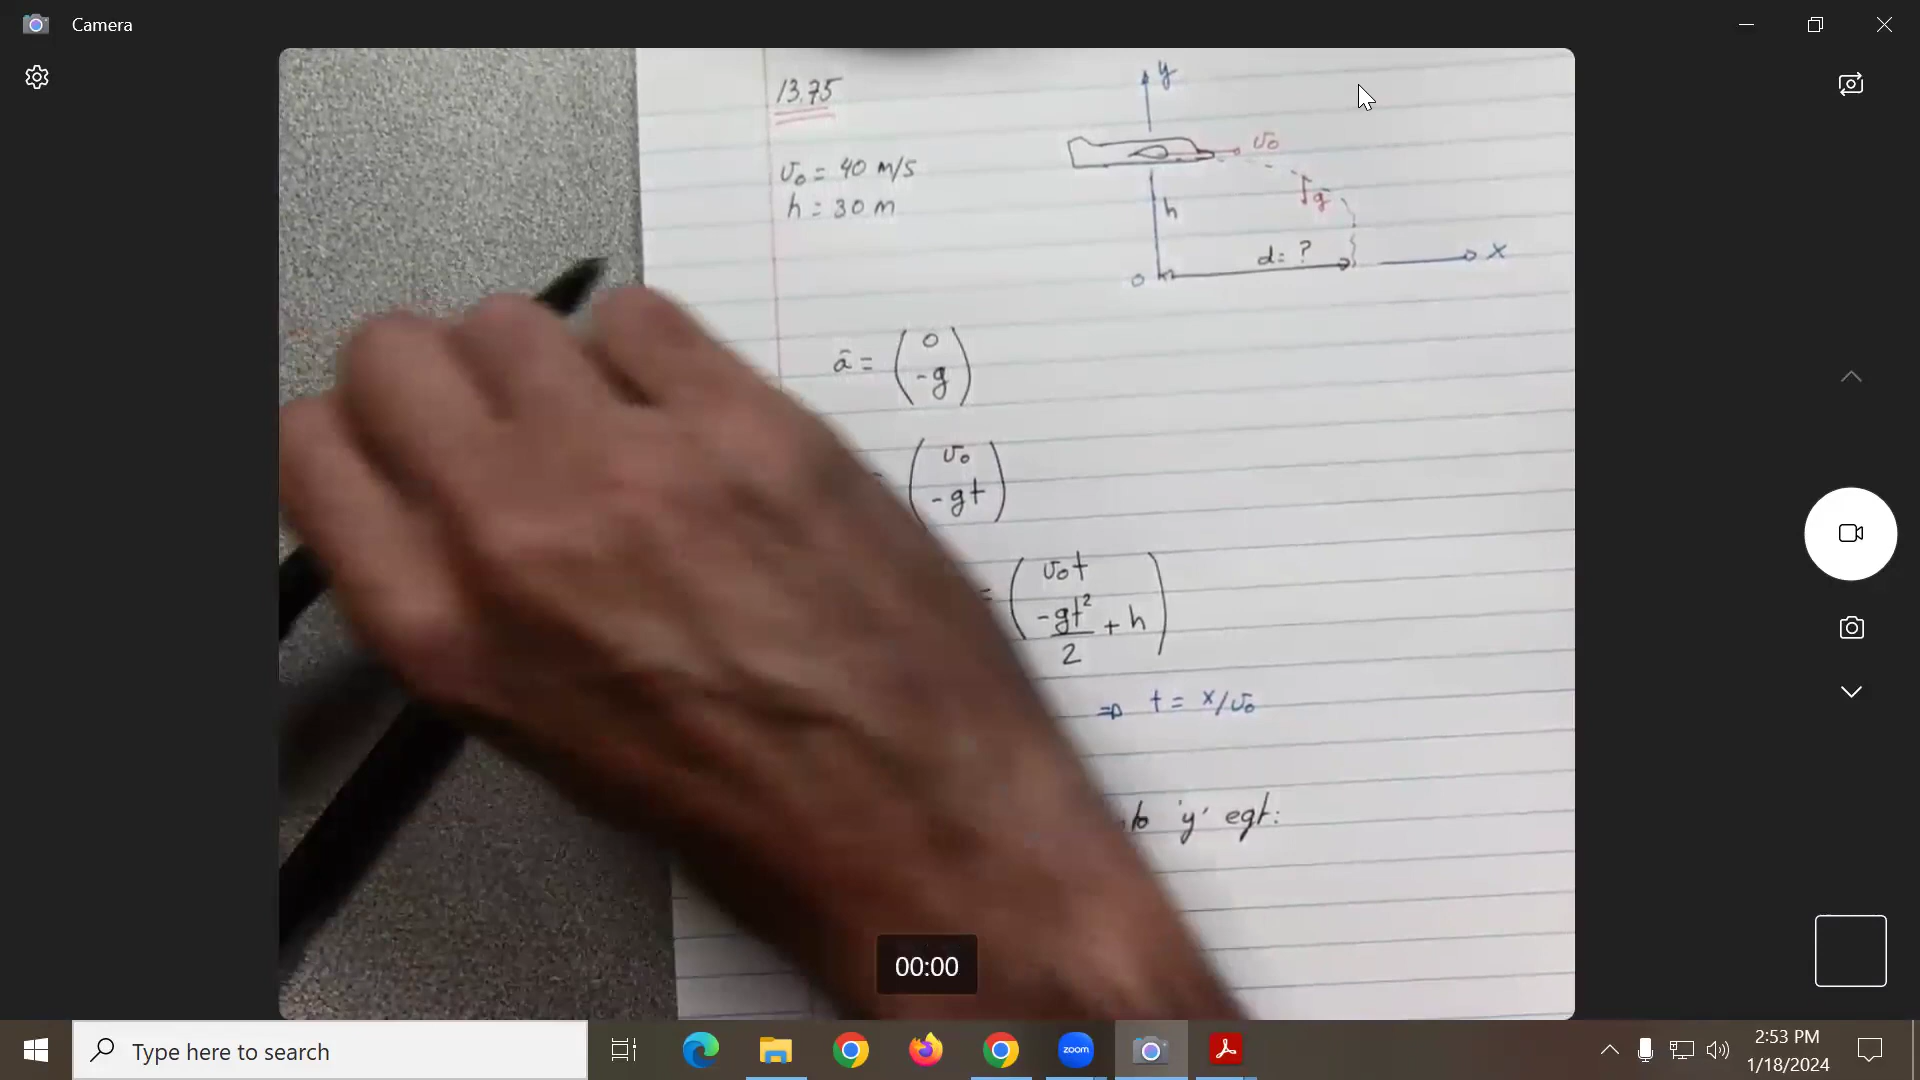 Camera
13.75
y
v₀
v₀ = 40 m/s
h = 30 m
g
h
d = ?
x
0
ā = ( 0
-g )
= ( v₀
-gt )
= ( v₀t
-gt²/2 + h )
⇒ t = x/v₀
'y' eqt:
00:00
Type here to search
zoom
2:53 PM
1/18/2024